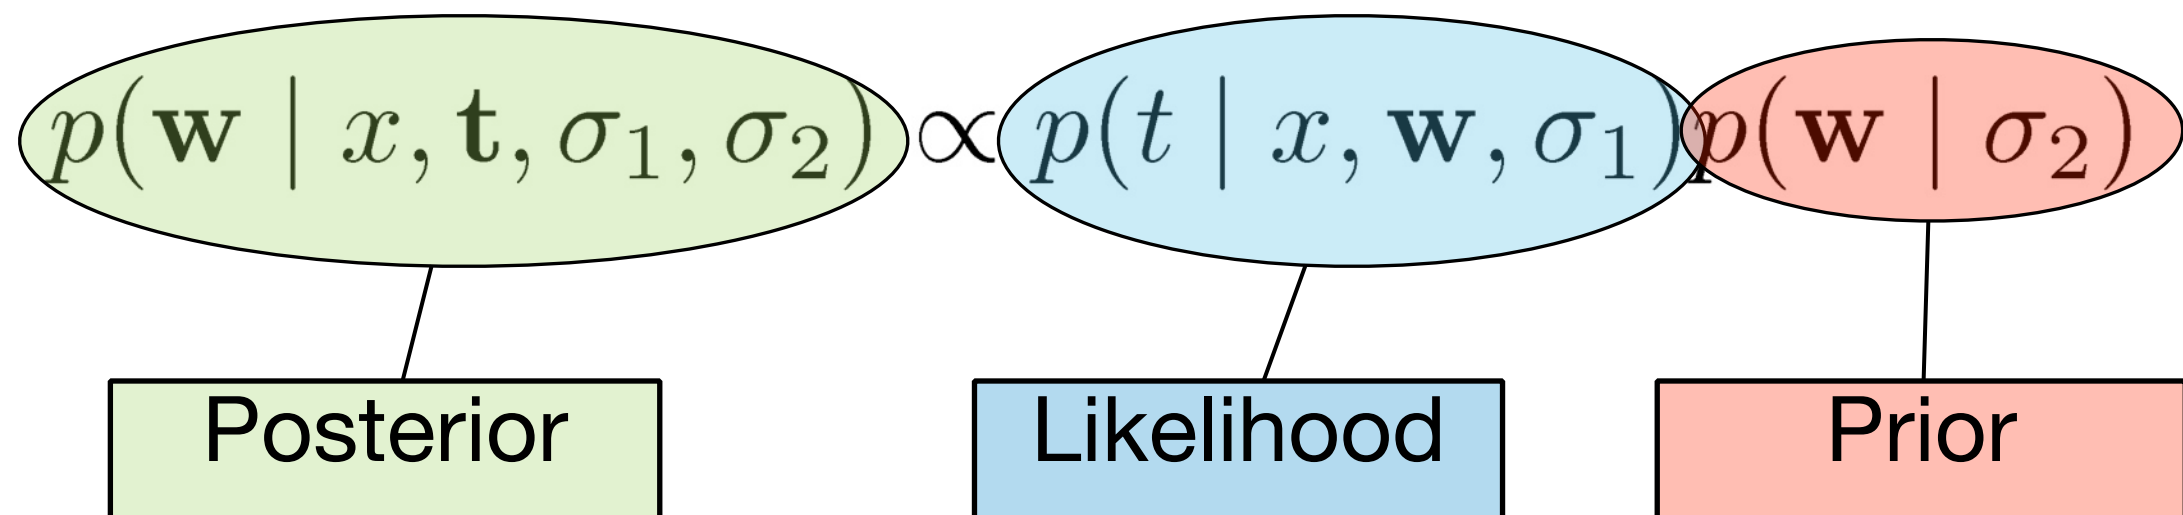 p(𝐰 | x, 𝐭, σ₁, σ₂) ∝ p(t | x, 𝐰, σ₁)p(𝐰 | σ₂)
Posterior Likelihood Prior